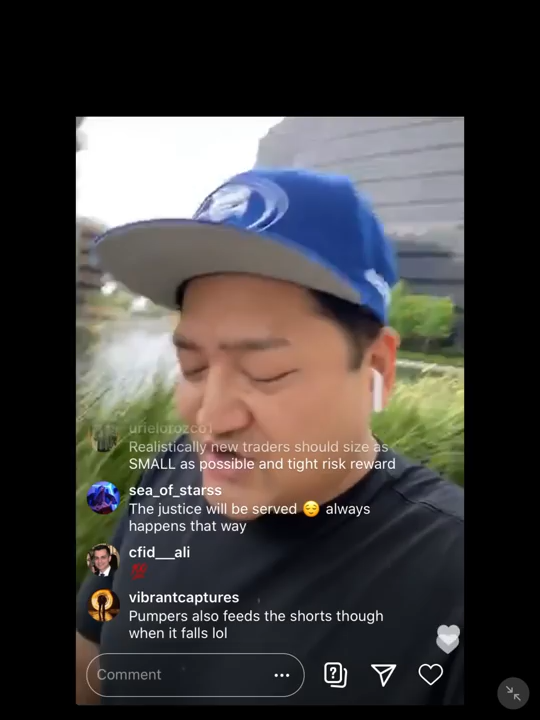 urielorozco1
Realistically new traders should size as
SMALL as possible and tight risk reward
sea_of_starss
The justice will be served 😌 always
happens that way
cfid___ali
💯
vibrantcaptures
Pumpers also feeds the shorts though
when it falls lol
Comment